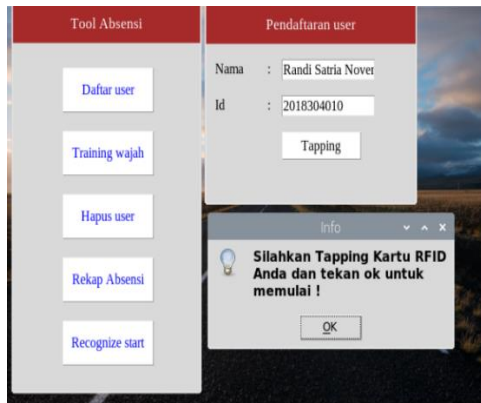 Tool Absensi
Daftar user
Training wajah
Hapus user
Rekap Absensi
Recognize start
Pendaftaran user
Nama : Randi Satria Nover
Id : 2018304010
Tapping
Info
Silahkan Tapping Kartu RFID
Anda dan tekan ok untuk
memulai !
OK